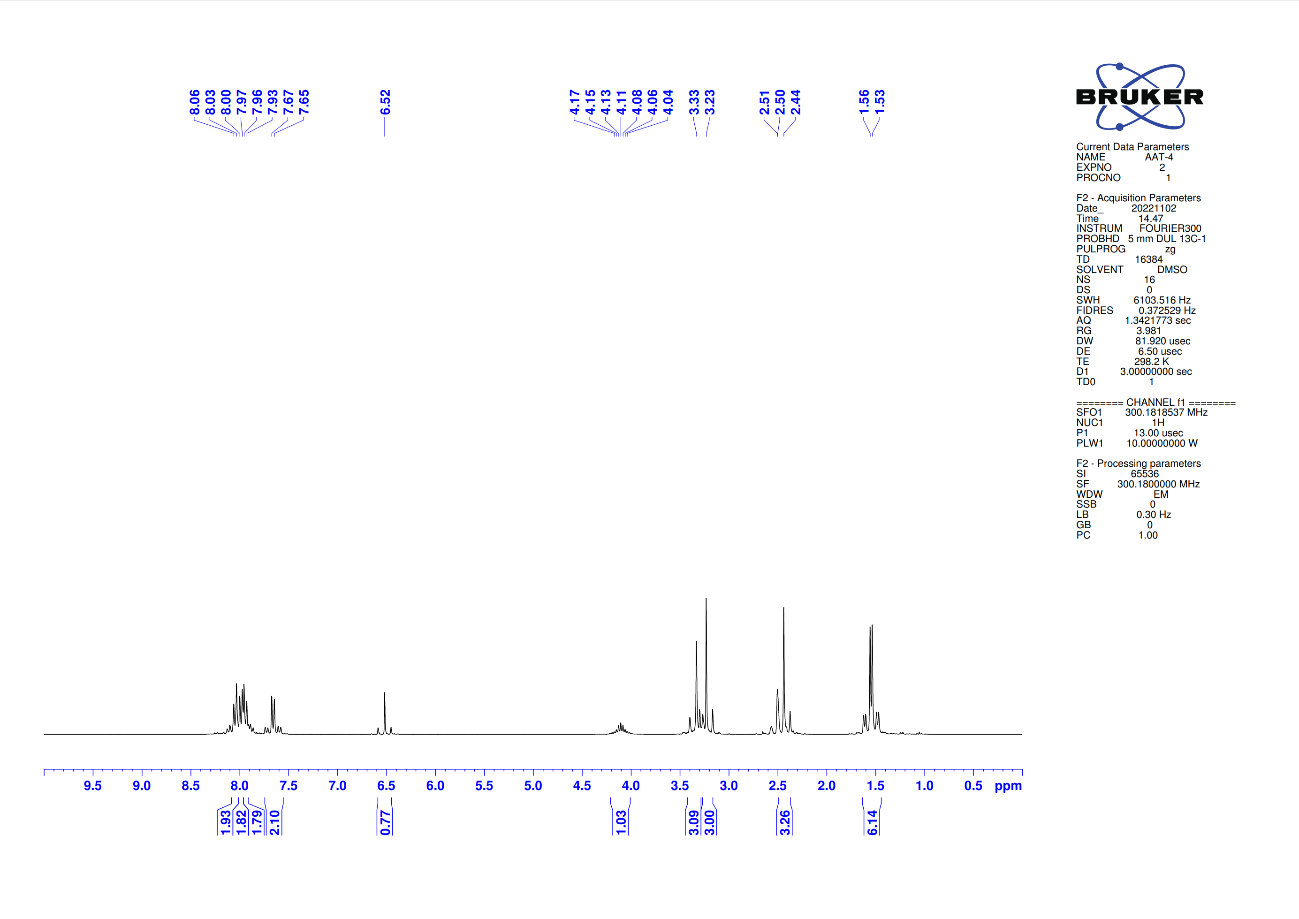 8.06
8.03
8.00
7.97
7.96
7.93
7.67
7.65
6.52
4.17
4.15
4.13
4.11
4.08
4.06
4.04
3.33
3.23
2.51
2.50
2.44
1.56
1.53
BRUKER
Current Data Parameters
NAME AAT-4
EXPNO 2
PROCNO 1
F2 - Acquisition Parameters
Date_ 20221102
Time 14.47
INSTRUM FOURIER300
PROBHD 5 mm DUL 13C-1
PULPROG zg
TD 16384
SOLVENT DMSO
NS 16
DS 0
SWH 6103.516 Hz
FIDRES 0.372529 Hz
AQ 1.3421773 sec
RG 3.981
DW 81.920 usec
DE 6.50 usec
TE 298.2 K
D1 3.00000000 sec
TD0 1
======== CHANNEL f1 ========
SFO1 300.1818537 MHz
NUC1 1H
P1 13.00 usec
PLW1 10.00000000 W
F2 - Processing parameters
SI 65536
SF 300.1800000 MHz
WDW EM
SSB 0
LB 0.30 Hz
GB 0
PC 1.00
9.5 9.0 8.5 8.0 7.5 7.0 6.5 6.0 5.5 5.0 4.5 4.0 3.5 3.0 2.5 2.0 1.5 1.0 0.5 ppm
1.93
1.82
1.79
2.10
0.77
1.03
3.09
3.00
3.26
6.14